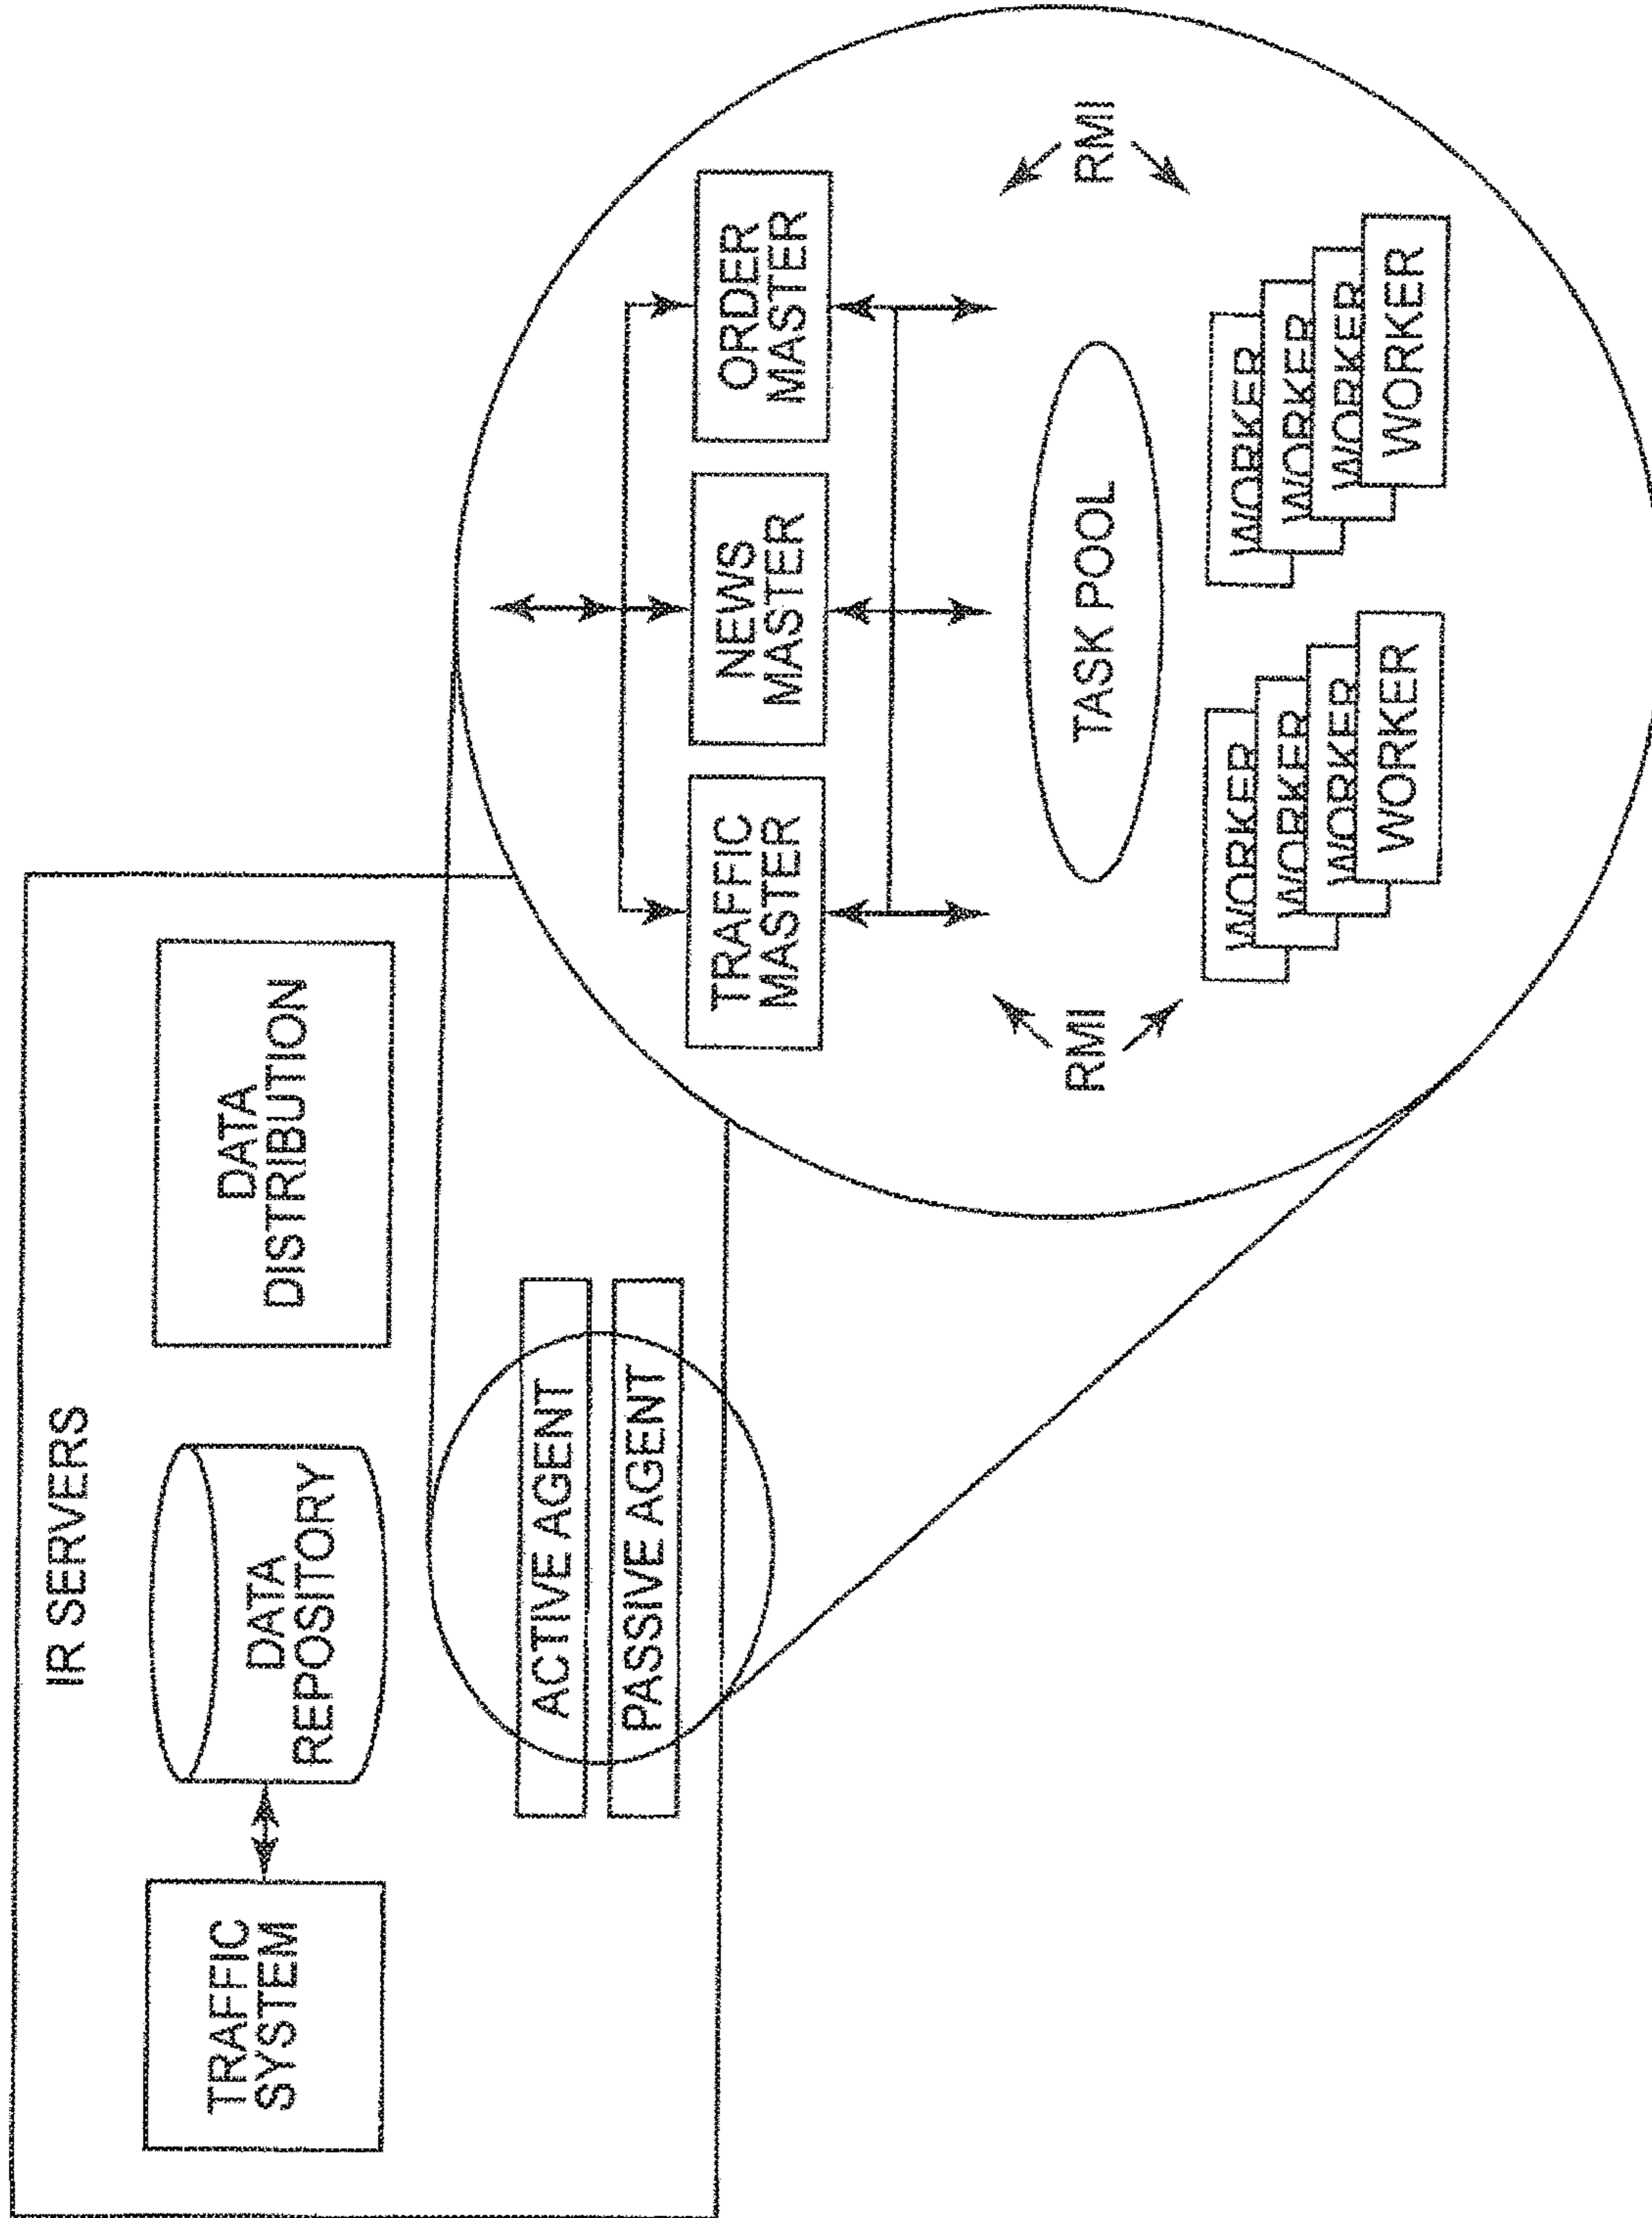 IR SERVERS
TRAFFIC
SYSTEM
DATA
REPOSITORY
DATA
DISTRIBUTION
ACTIVE AGENT
PASSIVE AGENT
TRAFFIC
MASTER
NEWS
MASTER
ORDER
MASTER
RMI
TASK POOL
RMI
WORKER
WORKER
WORKER
WORKER
WORKER
WORKER
WORKER
WORKER